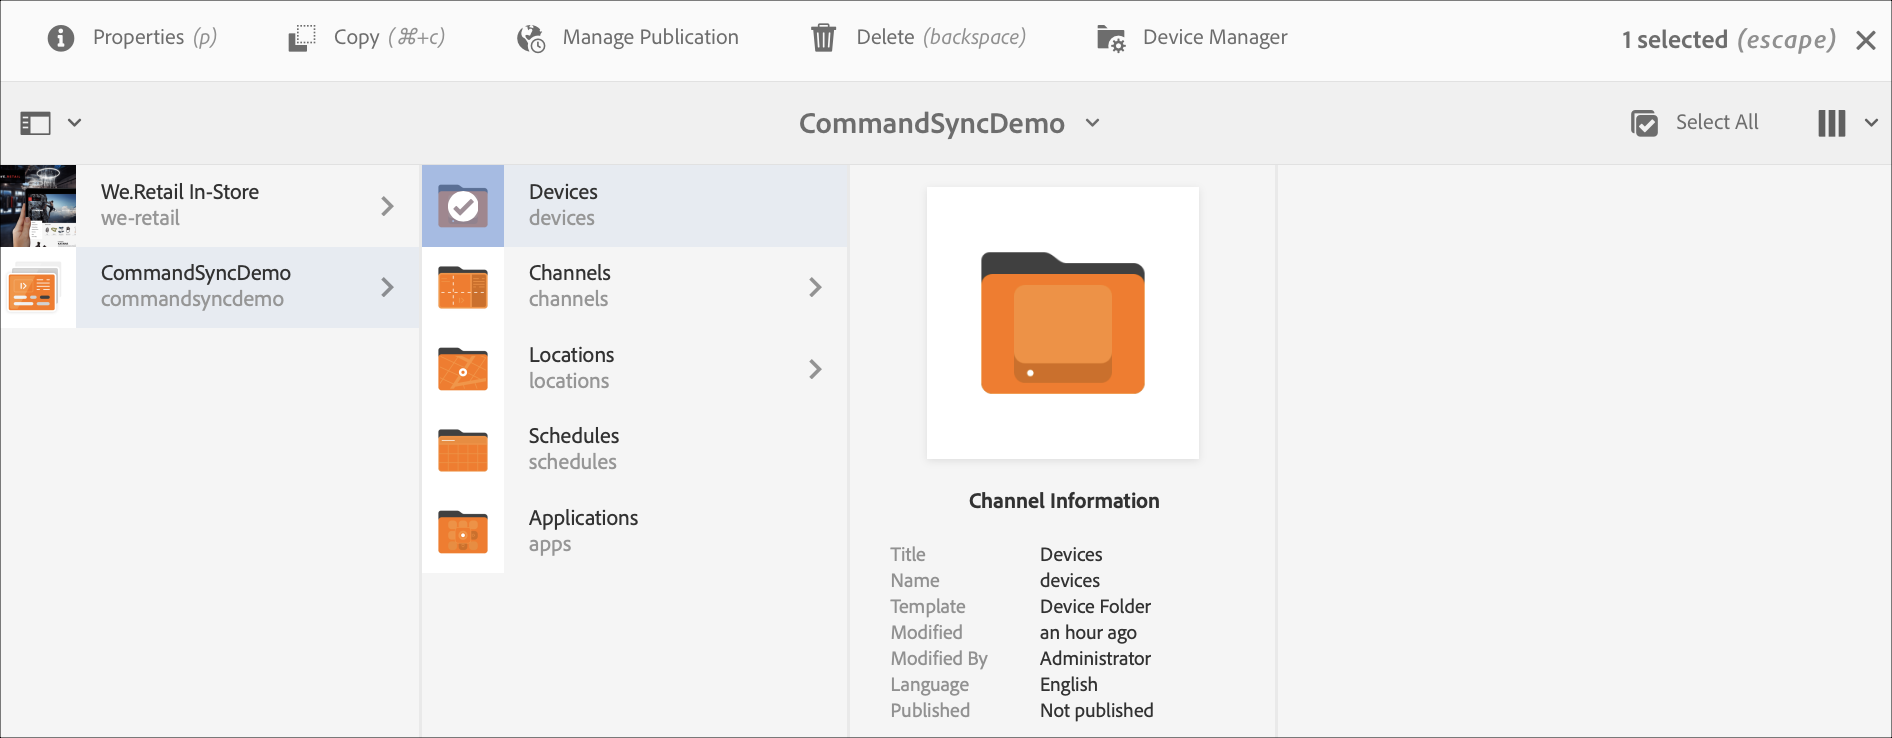 Properties (p)
Copy (⌘+c)
Manage Publication
Delete (backspace)
Device Manager
1 selected (escape)
CommandSyncDemo
Select All
We.Retail In-Store
we-retail
CommandSyncDemo
commandsyncdemo
Devices
devices
Channels
channels
Locations
locations
Schedules
schedules
Applications
apps
Channel Information
Title Devices
Name devices
Template Device Folder
Modified an hour ago
Modified By Administrator
Language English
Published Not published